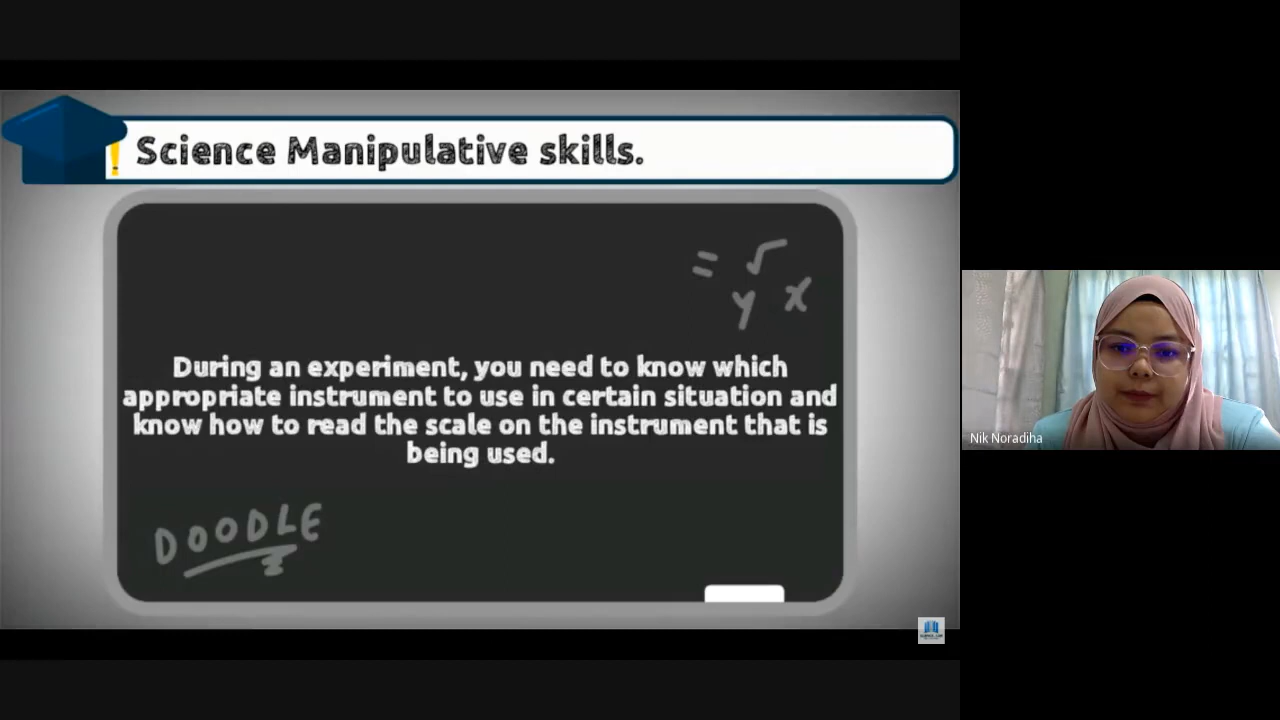 Science Manipulative skills.
= √
y x
During an experiment, you need to know which
appropriate instrument to use in certain situation and
know how to read the scale on the instrument that is
being used.
Nik Noradiha
DOODLE